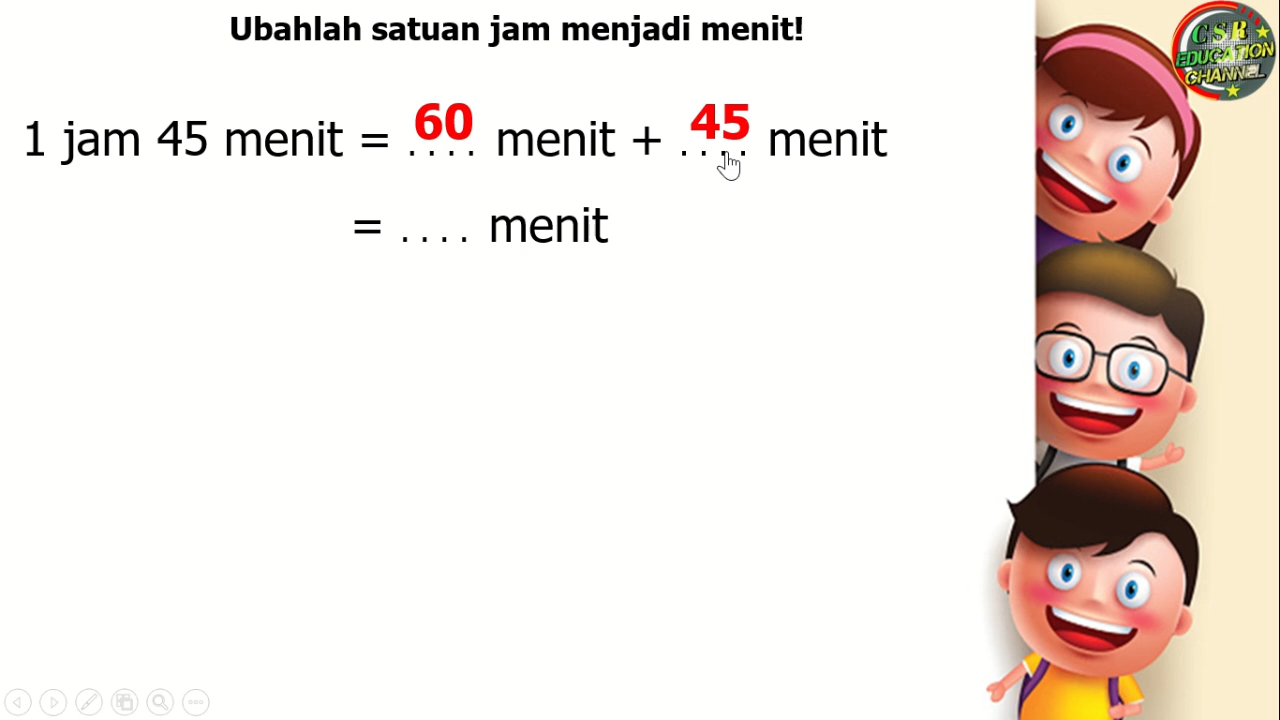 Ubahlah satuan jam menjadi menit!
CSR
EDUCATION
CHANNEL
1 jam 45 menit = 60 menit + 45 menit
= .... menit